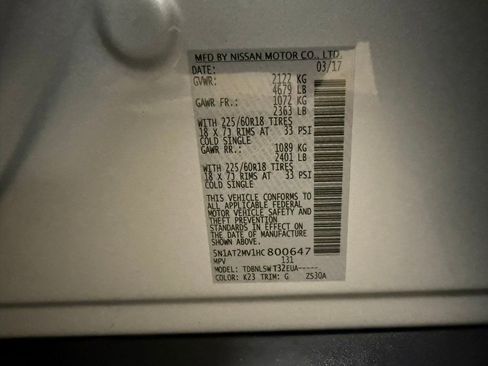 MFD BY NISSAN MOTOR CO., LTD.
DATE: 03/17
GVWR: 2122 KG
4679 LB
GAWR FR.: 1072 KG
2363 LB
WITH 225/60R18 TIRES
18 X 7J RIMS AT 33 PSI
COLD SINGLE
GAWR RR.: 1089 KG
2401 LB
WITH 225/60R18 TIRES
18 X 7J RIMS AT 33 PSI
COLD SINGLE
THIS VEHICLE CONFORMS TO
ALL APPLICABLE FEDERAL
MOTOR VEHICLE SAFETY AND
THEFT PREVENTION
STANDARDS IN EFFECT ON
THE DATE OF MANUFACTURE
SHOWN ABOVE.
5N1AT2MV1HC800647
MPV 131
MODEL: TDBNLSWT32EUA-----
COLOR: K23 TRIM: G ZS30A